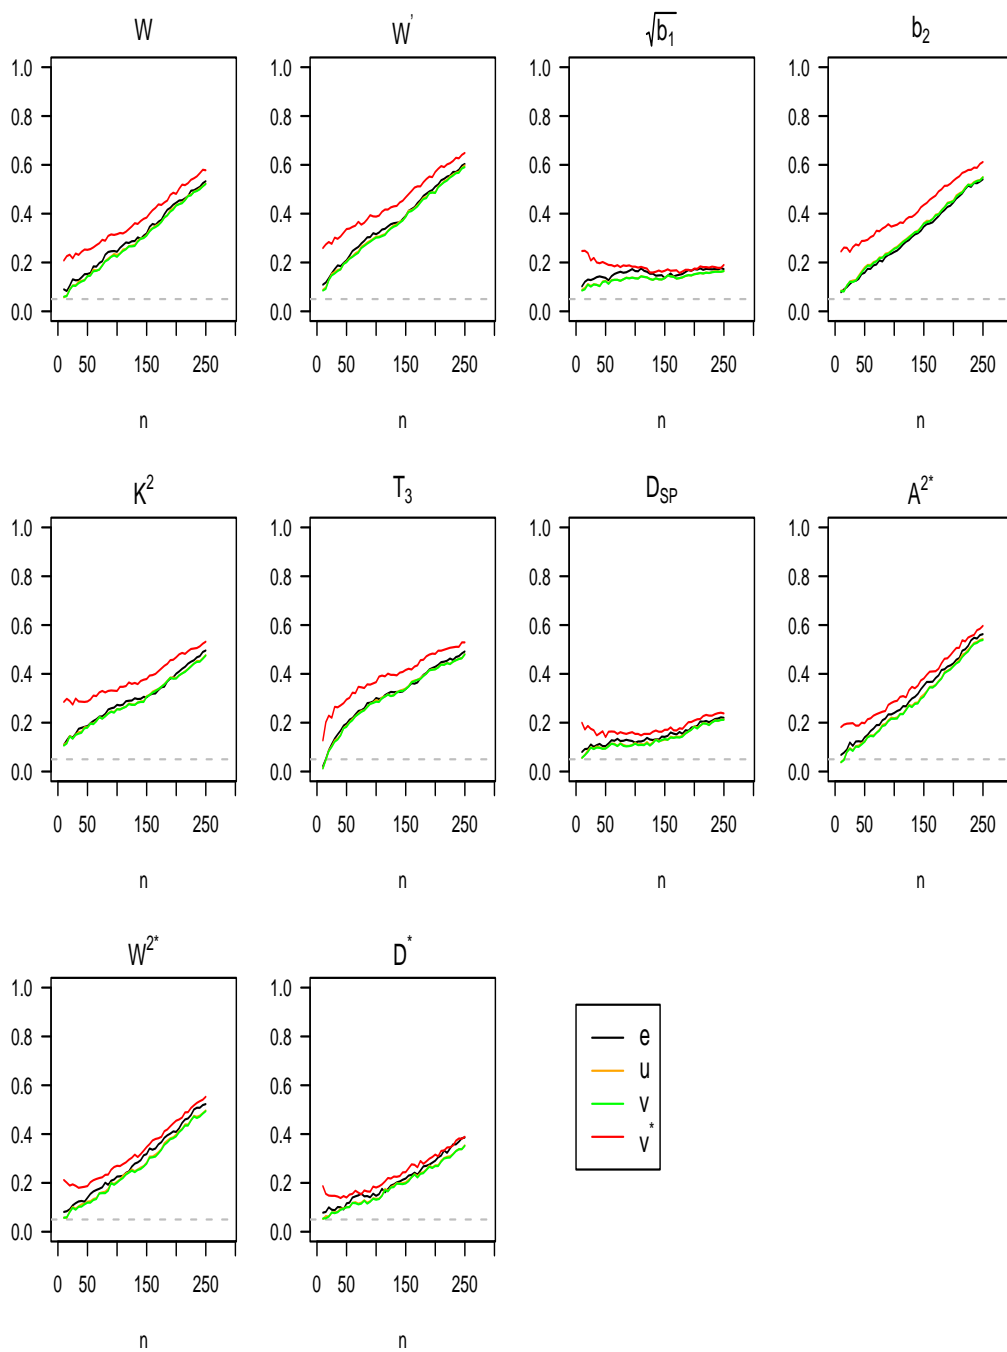 W W' √b₁ b₂
1.0 1.0 1.0 1.0
0.8 0.8 0.8 0.8
0.6 0.6 0.6 0.6
0.4 0.4 0.4 0.4
0.2 0.2 0.2 0.2
0.0 0.0 0.0 0.0
0 50 150 250 0 50 150 250 0 50 150 250 0 50 150 250
n n n n
K² T₃ D_SP A²*
1.0 1.0 1.0 1.0
0.8 0.8 0.8 0.8
0.6 0.6 0.6 0.6
0.4 0.4 0.4 0.4
0.2 0.2 0.2 0.2
0.0 0.0 0.0 0.0
0 50 150 250 0 50 150 250 0 50 150 250 0 50 150 250
n n n n
W²* D*
1.0 1.0
0.8 0.8
0.6 0.6
0.4 0.4
0.2 0.2
0.0 0.0
0 50 150 250 0 50 150 250
n n
e
u
v
v*